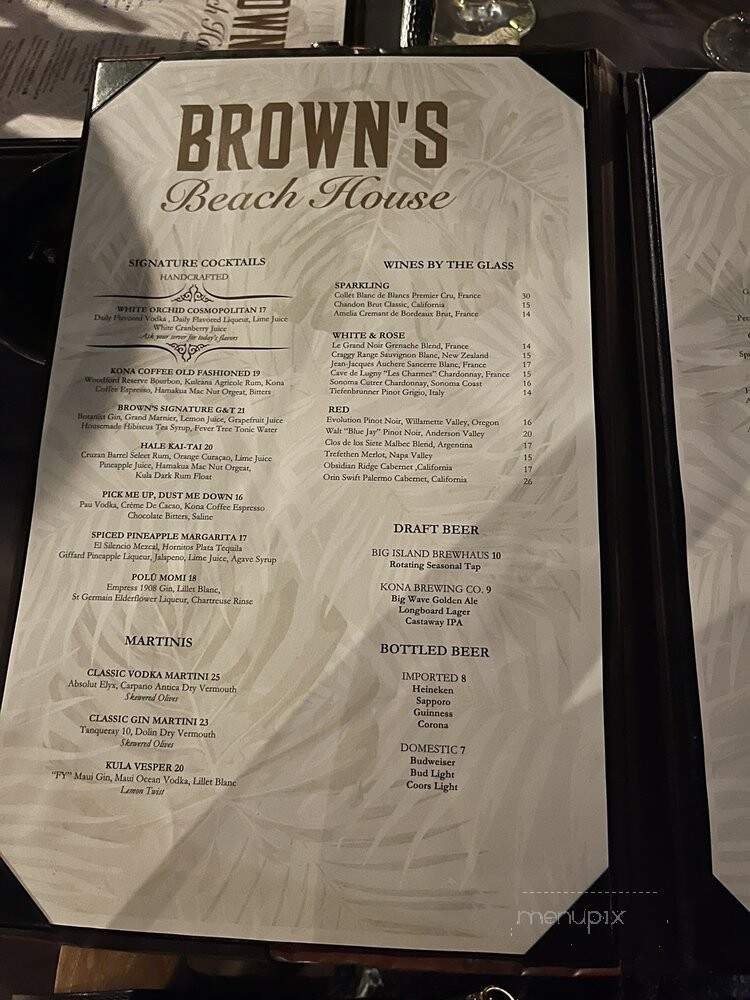 BROWN'S
Beach House
SIGNATURE COCKTAILS
HANDCRAFTED
WHITE ORCHID COSMOPOLITAN 17
Daily Flavored Vodka , Daily Flavored Liqueur, Lime Juice
White Cranberry Juice
Ask your server for today's flavors
KONA COFFEE OLD FASHIONED 19
Woodford Reserve Bourbon, Kuleana Agricole Rum, Kona
Coffee Espresso, Hamakua Mac Nut Orgeat, Bitters
BROWN'S SIGNATURE G&T 21
Botanist Gin, Grand Marnier, Lemon Juice, Grapefruit Juice
Housemade Hibiscus Tea Syrup, Fever Tree Tonic Water
HALE KAI-TAI 20
Cruzan Barrel Select Rum, Orange Curaçao, Lime Juice
Pineapple Juice, Hamakua Mac Nut Orgeat,
Kula Dark Rum Float
PICK ME UP, DUST ME DOWN 16
Pau Vodka, Crème De Cacao, Kona Coffee Espresso
Chocolate Bitters, Saline
SPICED PINEAPPLE MARGARITA 17
El Silencio Mezcal, Hornitos Plata Tequila
Giffard Pineapple Liqueur, Jalapeno, Lime Juice, Agave Syrup
POLŪ MOMI 18
Empress 1908 Gin, Lillet Blanc,
St Germain Elderflower Liqueur, Chartreuse Rinse
MARTINIS
CLASSIC VODKA MARTINI 25
Absolut Elyx, Carpano Antica Dry Vermouth
Skewered Olives
CLASSIC GIN MARTINI 23
Tanqueray 10, Dolin Dry Vermouth
Skewered Olives
KULA VESPER 20
"FY" Maui Gin, Maui Ocean Vodka, Lillet Blanc
Lemon Twist
WINES BY THE GLASS
SPARKLING
Collet Blanc de Blancs Premier Cru, France 30
Chandon Brut Classic, California 15
Amelia Cremant de Bordeaux Brut, France 14
WHITE & ROSE
Le Grand Noir Grenache Blend, France 14
Craggy Range Sauvignon Blanc, New Zealand 15
Jean-Jacques Auchere Sancerre Blanc, France 17
Cave de Lugny "Les Charmes" Chardonnay, France 15
Sonoma Cutrer Chardonnay, Sonoma Coast 16
Tiefenbrunner Pinot Grigio, Italy 14
RED
Evolution Pinot Noir, Willamette Valley, Oregon 16
Walt "Blue Jay" Pinot Noir, Anderson Valley 20
Clos de los Siete Malbec Blend, Argentina 17
Trefethen Merlot, Napa Valley 15
Obsidian Ridge Cabernet ,California 17
Orin Swift Palermo Cabernet, California 26
DRAFT BEER
BIG ISLAND BREWHAUS 10
Rotating Seasonal Tap
KONA BREWING CO. 9
Big Wave Golden Ale
Longboard Lager
Castaway IPA
BOTTLED BEER
IMPORTED 8
Heineken
Sapporo
Guinness
Corona
DOMESTIC 7
Budweiser
Bud Light
Coors Light
menupix